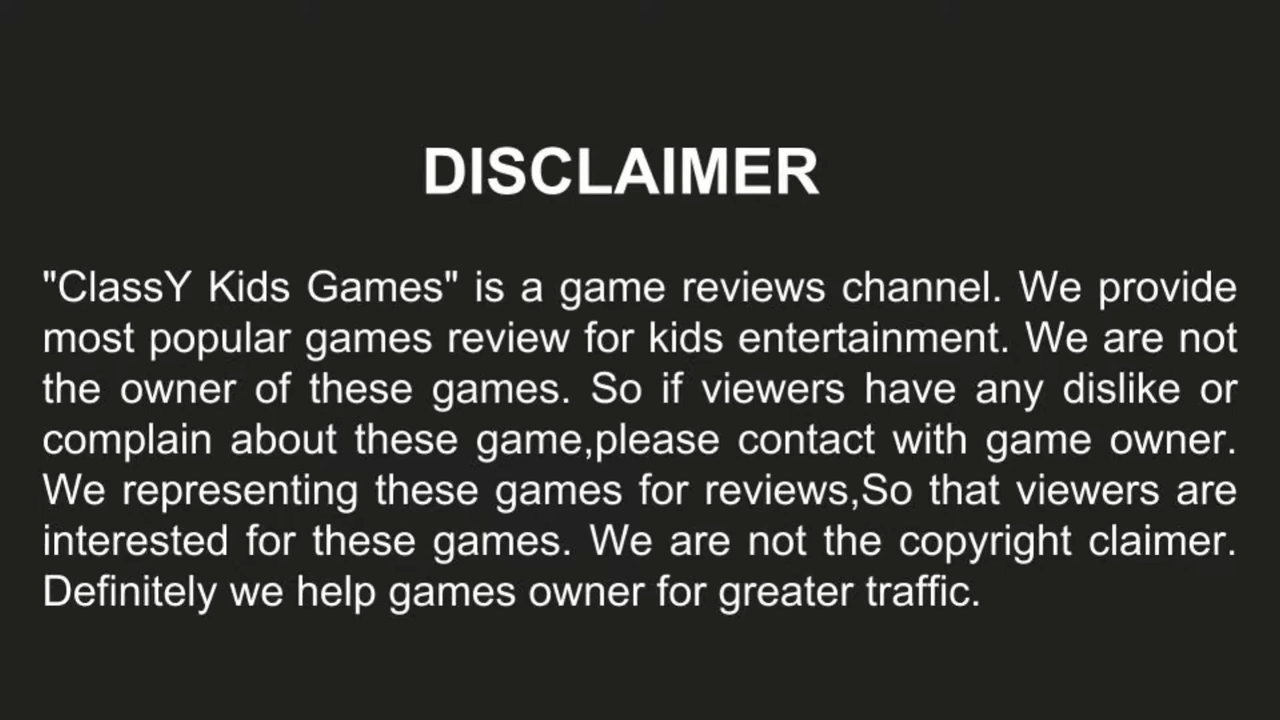 DISCLAIMER
"ClassY Kids Games" is a game reviews channel. We provide
most popular games review for kids entertainment. We are not
the owner of these games. So if viewers have any dislike or
complain about these game,please contact with game owner.
We representing these games for reviews,So that viewers are
interested for these games. We are not the copyright claimer.
Definitely we help games owner for greater traffic.